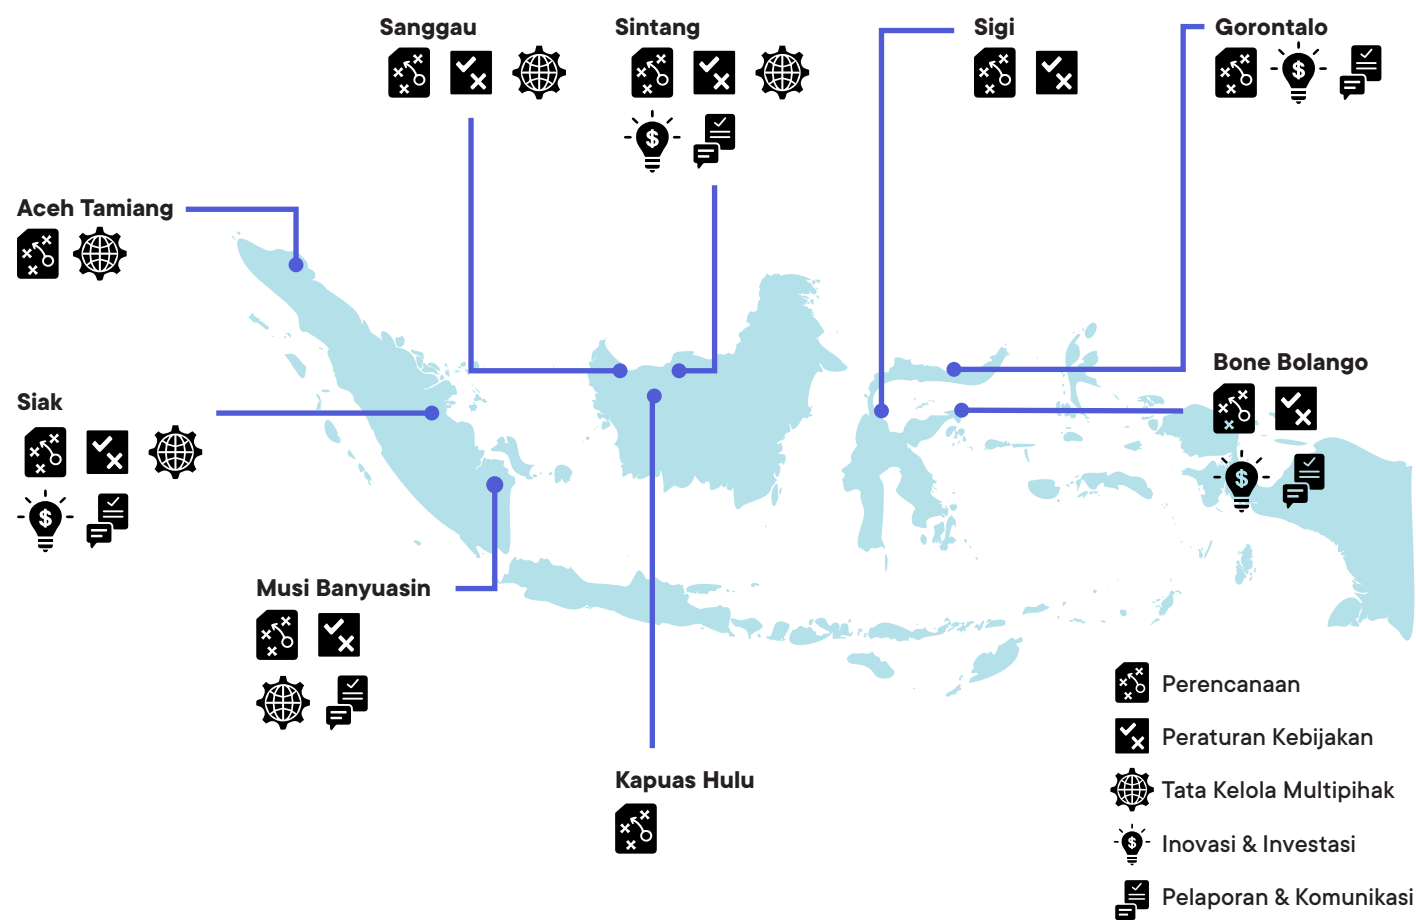 Sanggau
Sintang
Sigi
Gorontalo
Aceh Tamiang
Bone Bolango
Siak
Musi Banyuasin
Kapuas Hulu
Perencanaan
Peraturan Kebijakan
Tata Kelola Multipihak
Inovasi & Investasi
Pelaporan & Komunikasi